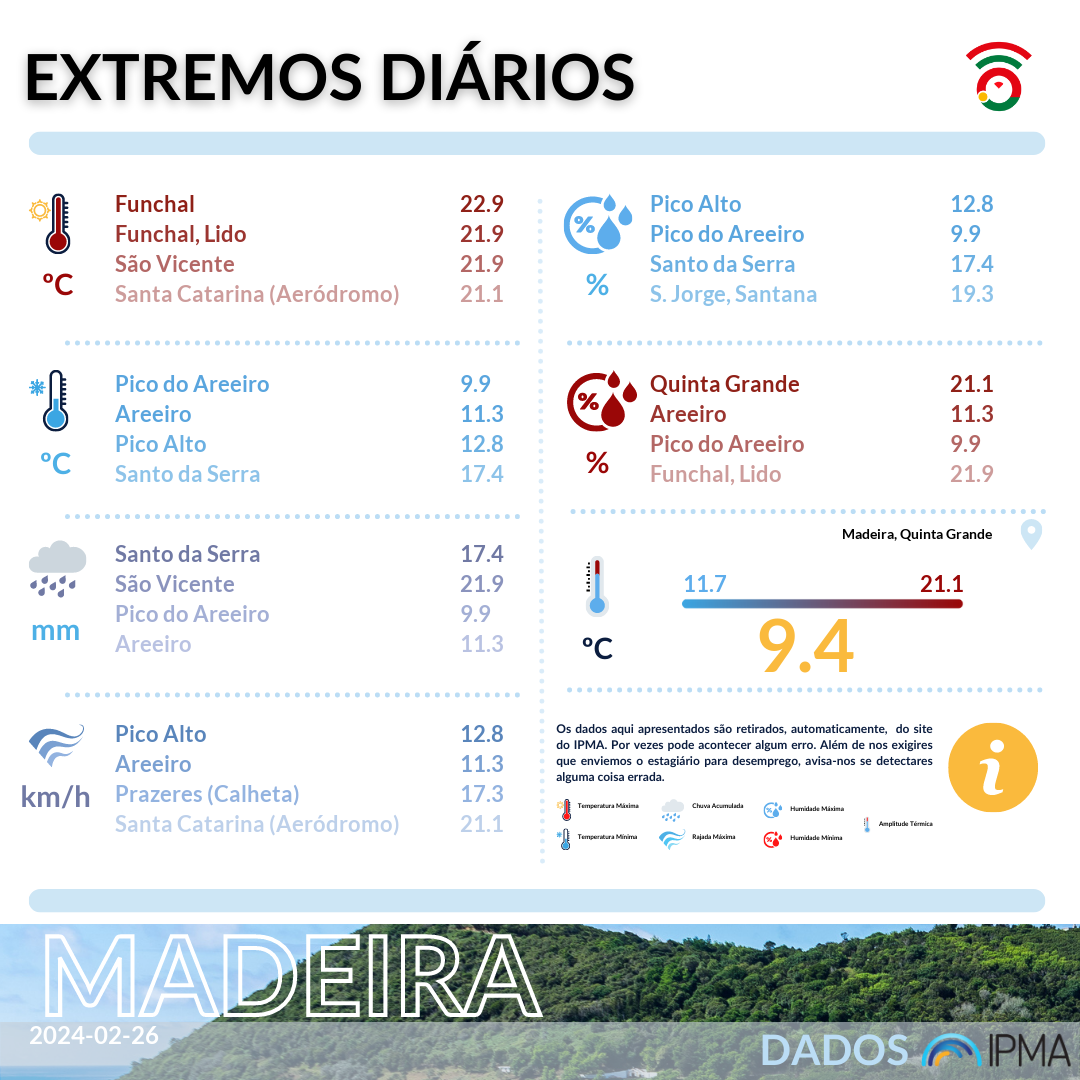 EXTREMOS DIÁRIOS
Funchal 22.9
Funchal, Lido 21.9
São Vicente 21.9
Santa Catarina (Aeródromo) 21.1
ºC
Pico do Areeiro 9.9
Areeiro 11.3
Pico Alto 12.8
Santo da Serra 17.4
ºC
Santo da Serra 17.4
São Vicente 21.9
Pico do Areeiro 9.9
Areeiro 11.3
mm
Pico Alto 12.8
Areeiro 11.3
Prazeres (Calheta) 17.3
Santa Catarina (Aeródromo) 21.1
km/h
%
Pico Alto 12.8
Pico do Areeiro 9.9
Santo da Serra 17.4
S. Jorge, Santana 19.3
%
%
Quinta Grande 21.1
Areeiro 11.3
Pico do Areeiro 9.9
Funchal, Lido 21.9
%
Madeira, Quinta Grande
11.7 21.1
9.4
ºC
Os dados aqui apresentados são retirados, automaticamente, do site
do IPMA. Por vezes pode acontecer algum erro. Além de nos exigires
que enviemos o estagiário para desemprego, avisa-nos se detectares
alguma coisa errada.
i
Temperatura Máxima Chuva Acumulada Humidade Máxima
Amplitude Térmica
Temperatura Mínima Rajada Máxima Humidade Mínima
MADEIRA
2024-02-26
DADOS IPMA